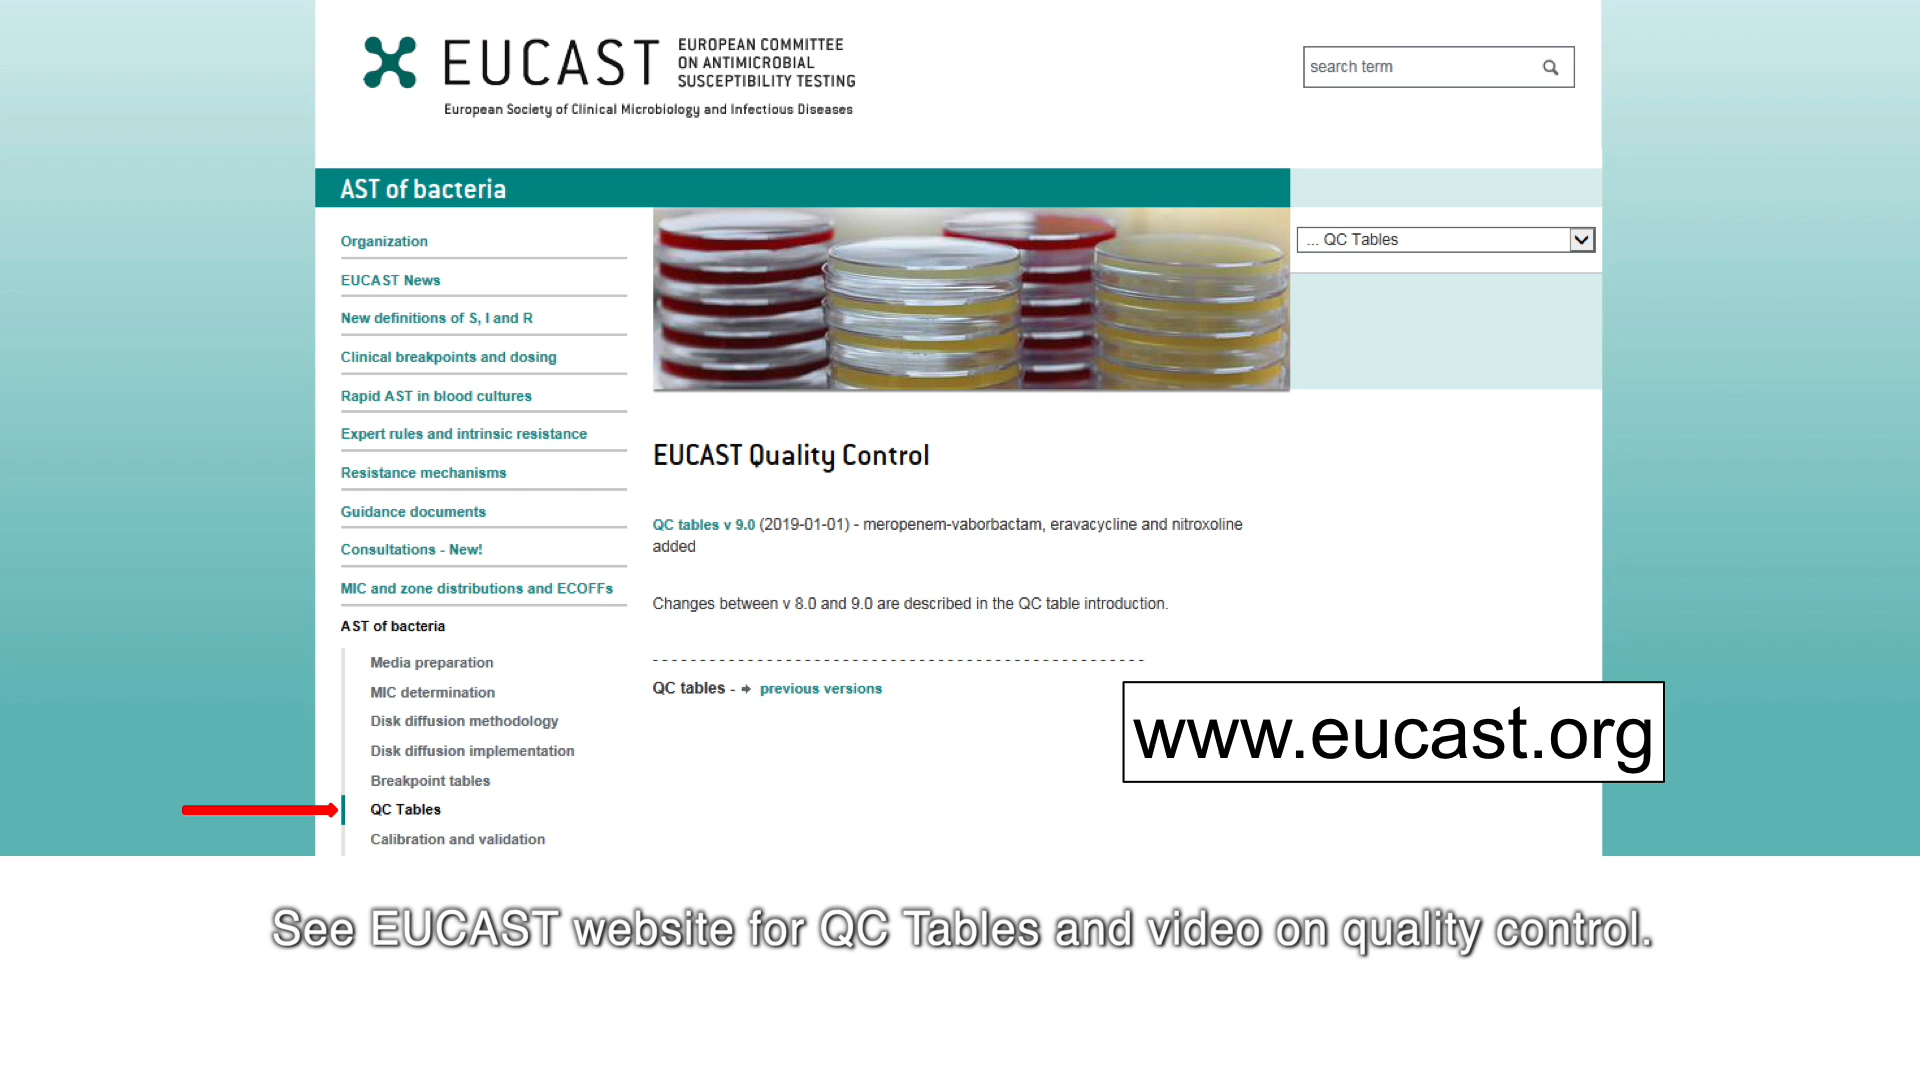 EUCAST
EUROPEAN COMMITTEE
ON ANTIMICROBIAL
SUSCEPTIBILITY TESTING
European Society of Clinical Microbiology and Infectious Diseases
search term
AST of bacteria
... QC Tables
Organization
EUCAST News
New definitions of S, I and R
Clinical breakpoints and dosing
Rapid AST in blood cultures
Expert rules and intrinsic resistance
Resistance mechanisms
Guidance documents
Consultations - New!
MIC and zone distributions and ECOFFs
AST of bacteria
Media preparation
MIC determination
Disk diffusion methodology
Disk diffusion implementation
Breakpoint tables
QC Tables
Calibration and validation
EUCAST Quality Control
QC tables v 9.0 (2019-01-01) - meropenem-vaborbactam, eravacycline and nitroxoline
added
Changes between v 8.0 and 9.0 are described in the QC table introduction.
- - - - - - - - - - - - - - - - - - - - - - - - - - - - - - - - - - - - - - - - - - - - - - - - - - - -
QC tables - → previous versions
www.eucast.org
See EUCAST website for QC Tables and video on quality control.